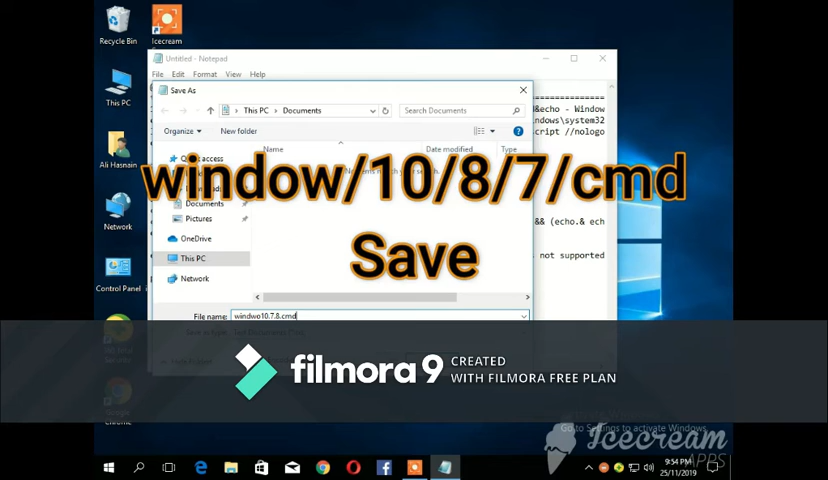 Recycle Bin
Icecream
Untitled - Notepad
File Edit Format View Help
Save As
This PC > Documents
Search Documents
Organize
New folder
Name
Date modified
Type
This PC
Ali Hasnain
Network
Control Panel
Documents
Pictures
OneDrive
This PC
Network
&echo - Window
ndows\system32
script //nologo
&& (echo.& ech
s not supported
window/10/8/7/cmd
Save
File name:
windwo10.7.8.cmd
filmora9
CREATED
WITH FILMORA FREE PLAN
Go to Settings to activate Windows.
Icecream
APPS
9:54 PM
25/11/2019